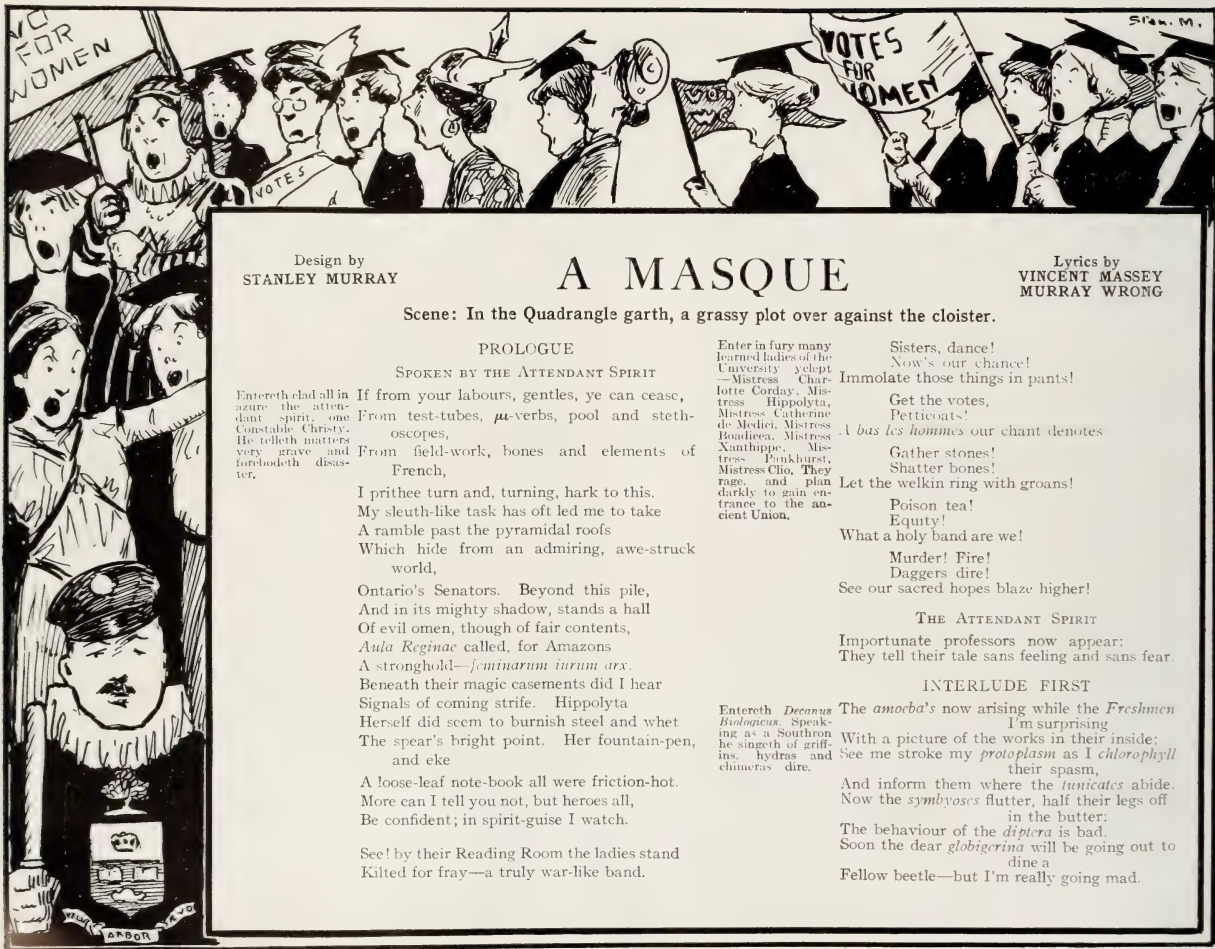 VO
FOR
WOMEN
VOTES
VOTES
FOR
WOMEN
Stan. M.
Design by
STANLEY MURRAY
A MASQUE
Lyrics by
VINCENT MASSEY
MURRAY WRONG
Scene: In the Quadrangle garth, a grassy plot over against the cloister.
PROLOGUE
SPOKEN BY THE ATTENDANT SPIRIT
Entereth clad all in
azure the atten-
dant spirit, one
Constable Christy.
He telleth matters
very grave and
forebodeth disas-
ter.
If from your labours, gentles, ye can cease,
From test-tubes, μι-verbs, pool and steth-
oscopes,
From field-work, bones and elements of
French,
I prithee turn and, turning, hark to this.
My sleuth-like task has oft led me to take
A ramble past the pyramidal roofs
Which hide from an admiring, awe-struck
world,
Ontario's Senators. Beyond this pile,
And in its mighty shadow, stands a hall
Of evil omen, though of fair contents,
Aula Reginae called, for Amazons
A stronghold—feminarum iurum arx.
Beneath their magic casements did I hear
Signals of coming strife. Hippolyta
Herself did seem to burnish steel and whet
The spear's bright point. Her fountain-pen,
and eke
A loose-leaf note-book all were friction-hot.
More can I tell you not, but heroes all,
Be confident; in spirit-guise I watch.
See! by their Reading Room the ladies stand
Kilted for fray—a truly war-like band.
Enter in fury many
learned ladies of the
University yclept
—Mistress Char-
lotte Corday, Mis-
tress Hippolyta,
Mistress Catherine
de Medici, Mistress
Boadicea, Mistress
Xanthippe, Mis-
tress Pankhurst,
Mistress Clio. They
rage, and plan
darkly to gain en-
trance to the an-
cient Union,
Sisters, dance!
Now's our chance!
Immolate those things in pants!
Get the votes,
Petticoats!
A bas les hommes our chant denotes
Gather stones!
Shatter bones!
Let the welkin ring with groans!
Poison tea!
Equity!
What a holy band are we!
Murder! Fire!
Daggers dire!
See our sacred hopes blaze higher!
THE ATTENDANT SPIRIT
Importunate professors now appear:
They tell their tale sans feeling and sans fear.
INTERLUDE FIRST
Entereth Decanus
Biologicus. Speak-
ing as a Southron
he singeth of griff-
ins, hydras and
chimeras dire.
The amoeba's now arising while the Freshmen
I'm surprising
With a picture of the works in their inside;
See me stroke my protoplasm as I chlorophyll
their spasm,
And inform them where the tunicates abide.
Now the symbyoses flutter, half their legs off
in the butter;
The behaviour of the diptera is bad.
Soon the dear globigerina will be going out to
dine a
Fellow beetle—but I'm really going mad.
ARBOR
ÆVO